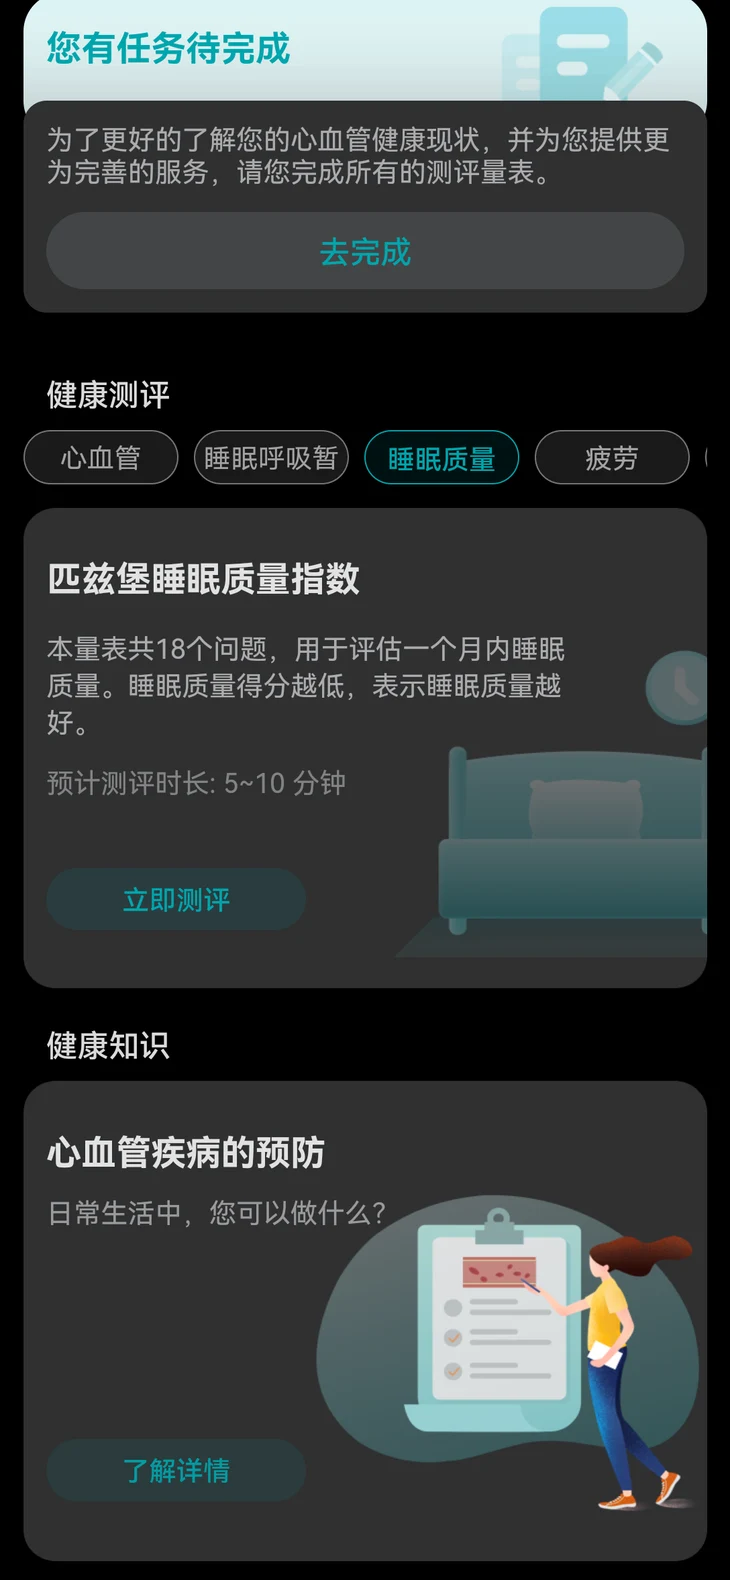 您有任务待完成
为了更好的了解您的心血管健康现状，并为您提供更
为完善的服务，请您完成所有的测评量表。
去完成
健康测评
心血管
睡眠呼吸暂
睡眠质量
疲劳
匹兹堡睡眠质量指数
本量表共18个问题，用于评估一个月内睡眠
质量。睡眠质量得分越低，表示睡眠质量越
好。
预计测评时长: 5~10 分钟
立即测评
健康知识
心血管疾病的预防
日常生活中，您可以做什么？
了解详情